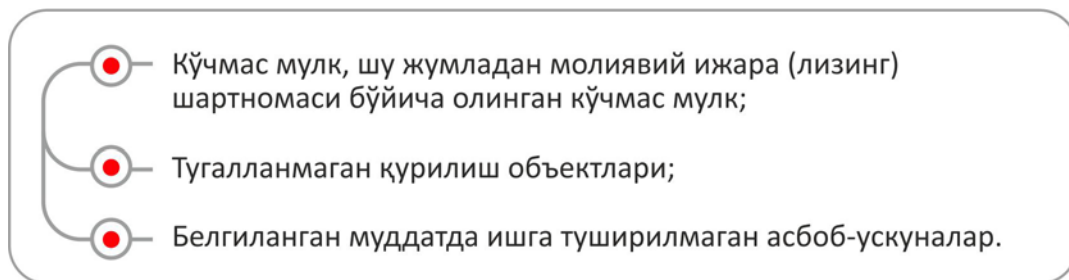 Кўчмас мулк, шу жумладан молиявий ижара (лизинг)
шартномаси бўйича олинган кўчмас мулк;
Тугалланмаган қурилиш объектлари;
Белгиланган муддатда ишга туширилмаган асбоб-ускуналар.